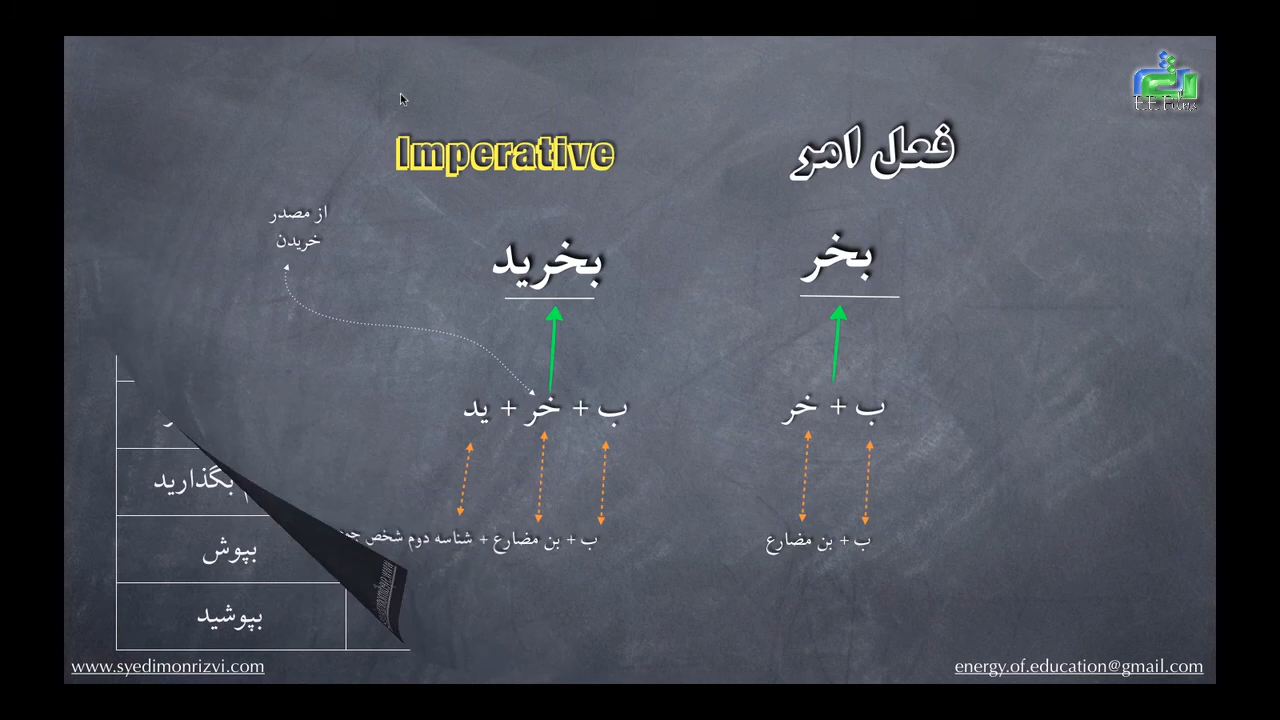 فعل امر
Imperative
از مصدر
خریدن
بخر
بخرید
ب + خر
ب + خر + ید
ب + بن مضارع
ب + بن مضارع + شناسه دوم شخص
بگذارید
بپوش
بپوشید
www.syedimonrizvi.com
energy.of.education@gmail.com